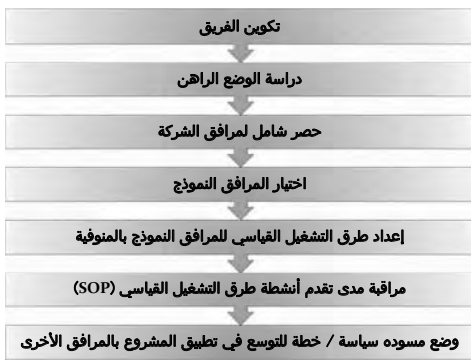 تكوين الفريق
دراسة الوضع الراهن
حصر شامل لمرافق الشركة
اختيار المرافق النموذج
إعداد طرق التشغيل القياسي للمرافق النموذج بالمنوفية
مراقبة مدى تقدم أنشطة طرق التشغيل القياسي (SOP)
وضع مسوده سياسة / خطة للتوسع في تطبيق المشروع بالمرافق الأخرى